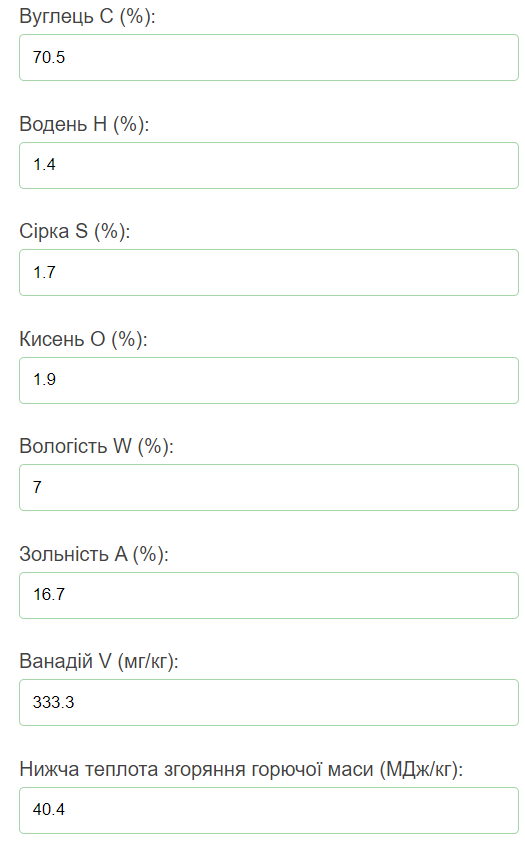 Вуглець C (%):
70.5
Водень H (%):
1.4
Сірка S (%):
1.7
Кисень O (%):
1.9
Вологість W (%):
7
Зольність A (%):
16.7
Ванадій V (мг/кг):
333.3
Нижча теплота згоряння горючої маси (МДж/кг):
40.4